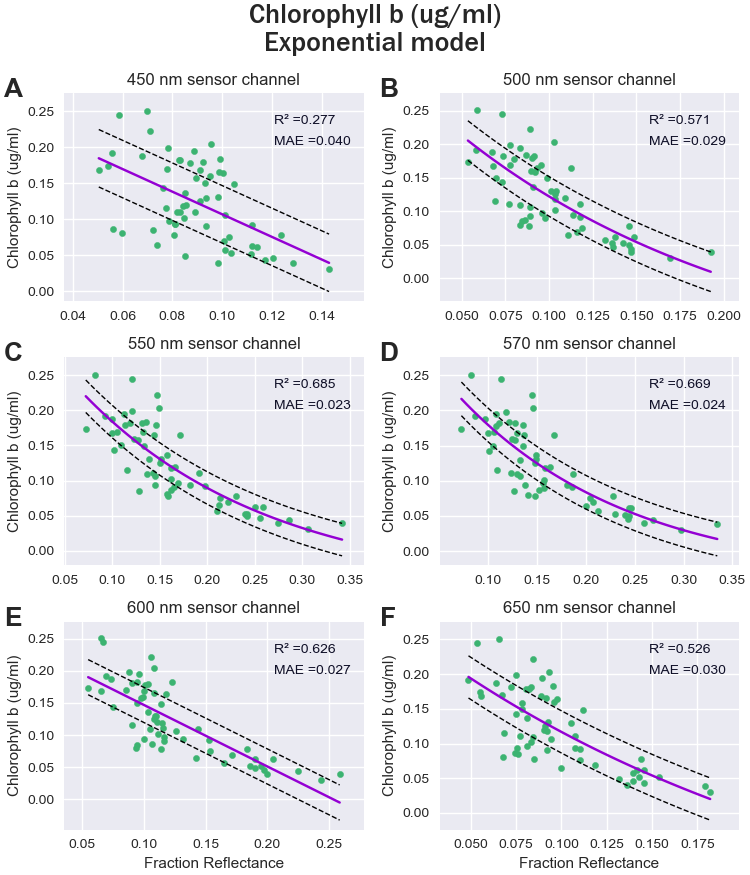 Chlorophyll b (ug/ml)
Exponential model
A
450 nm sensor channel
Chlorophyll b (ug/ml)
0.25
0.20
0.15
0.10
0.05
0.00
R² =0.277
MAE =0.040
0.04 0.06 0.08 0.10 0.12 0.14
B
500 nm sensor channel
Chlorophyll b (ug/ml)
0.25
0.20
0.15
0.10
0.05
0.00
R² =0.571
MAE =0.029
0.050 0.075 0.100 0.125 0.150 0.175 0.200
C
550 nm sensor channel
Chlorophyll b (ug/ml)
0.25
0.20
0.15
0.10
0.05
0.00
R² =0.685
MAE =0.023
0.05 0.10 0.15 0.20 0.25 0.30 0.35
D
570 nm sensor channel
Chlorophyll b (ug/ml)
0.25
0.20
0.15
0.10
0.05
0.00
R² =0.669
MAE =0.024
0.10 0.15 0.20 0.25 0.30 0.35
E
600 nm sensor channel
Chlorophyll b (ug/ml)
0.25
0.20
0.15
0.10
0.05
0.00
R² =0.626
MAE =0.027
0.05 0.10 0.15 0.20 0.25
Fraction Reflectance
F
650 nm sensor channel
Chlorophyll b (ug/ml)
0.25
0.20
0.15
0.10
0.05
0.00
R² =0.526
MAE =0.030
0.050 0.075 0.100 0.125 0.150 0.175
Fraction Reflectance